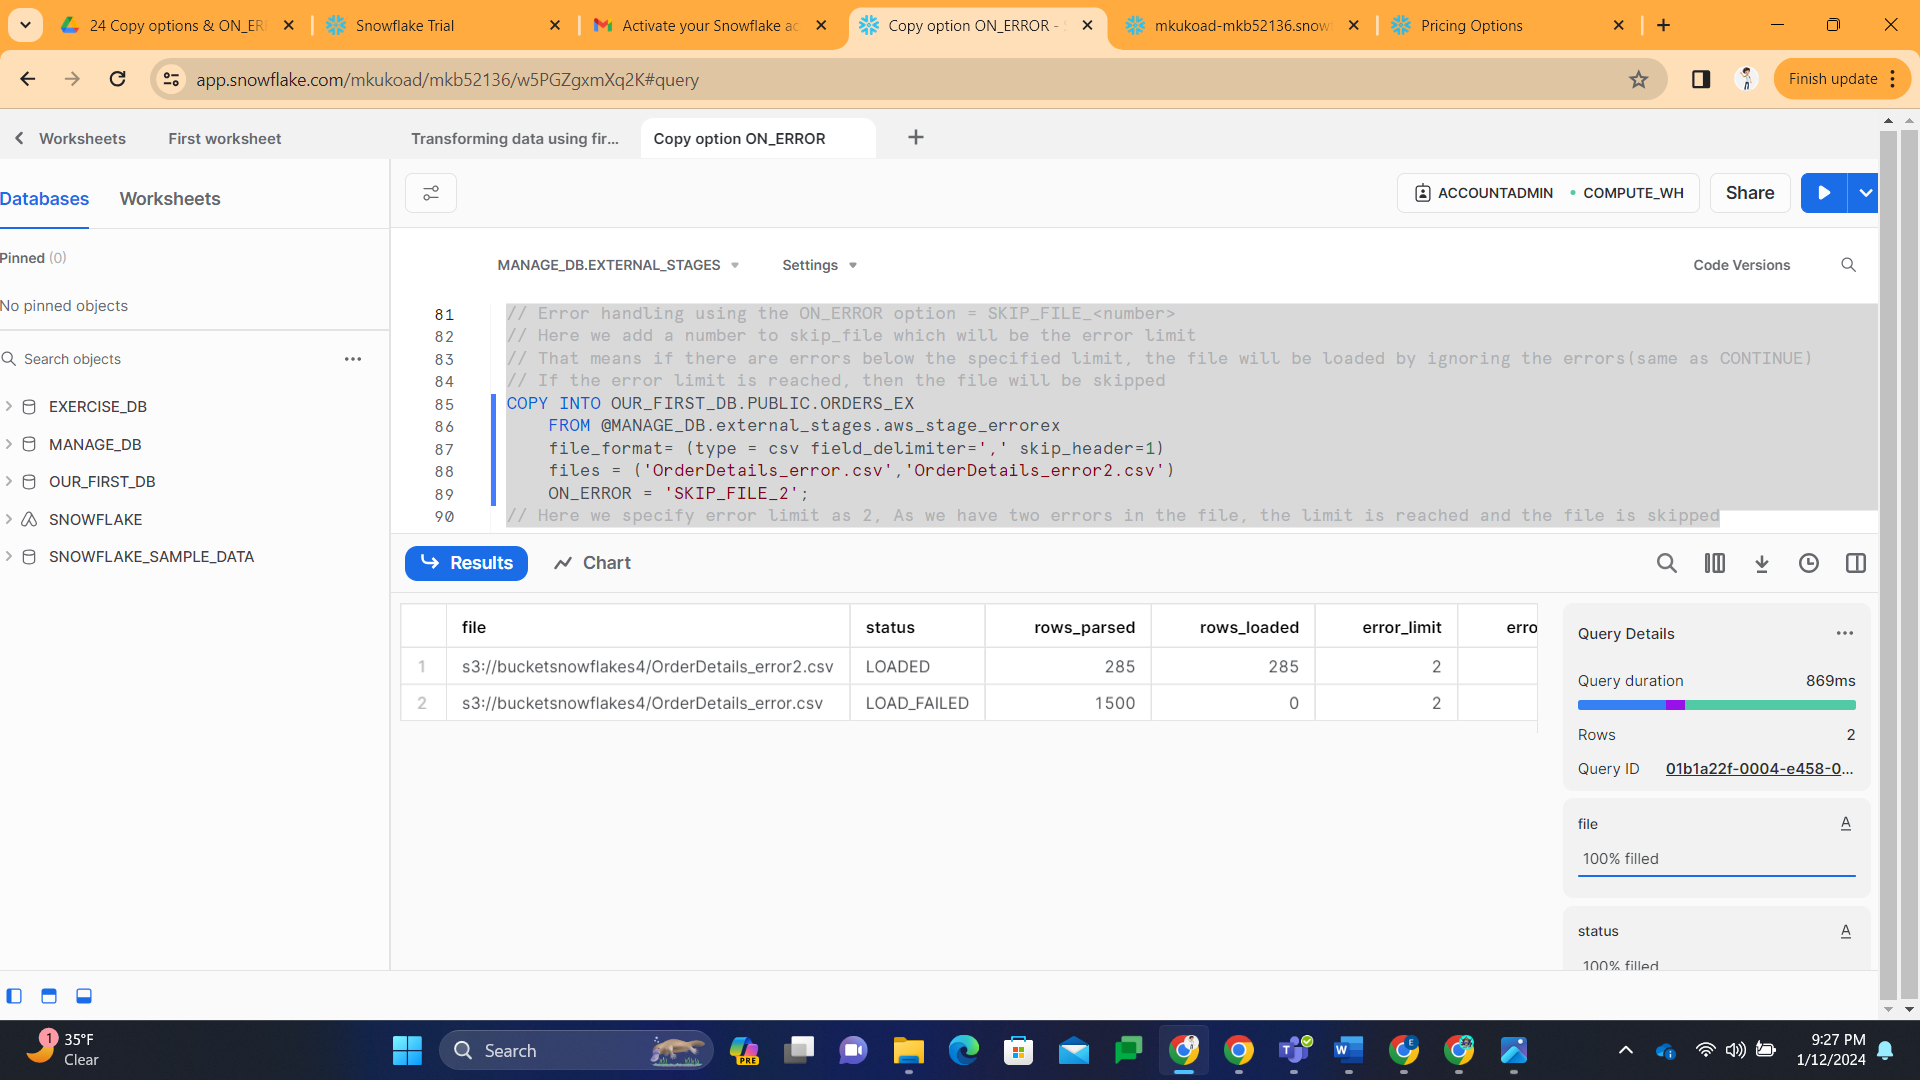 24 Copy options & ON_ER
Snowflake Trial
Activate your Snowflake ac
Copy option ON_ERROR -
mkukoad-mkb52136.snow
Pricing Options
app.snowflake.com/mkukoad/mkb52136/w5PGZgxmXq2K#query
Finish update
Worksheets
First worksheet
Transforming data using fir...
Copy option ON_ERROR
Databases
Worksheets
ACCOUNTADMIN
COMPUTE_WH
Share
Pinned (0)
No pinned objects
Search objects
EXERCISE_DB
MANAGE_DB
OUR_FIRST_DB
SNOWFLAKE
SNOWFLAKE_SAMPLE_DATA
MANAGE_DB.EXTERNAL_STAGES
Settings
Code Versions
81 // Error handling using the ON_ERROR option = SKIP_FILE_<number>
82 // Here we add a number to skip_file which will be the error limit
83 // That means if there are errors below the specified limit, the file will be loaded by ignoring the errors(same as CONTINUE)
84 // If the error limit is reached, then the file will be skipped
85 COPY INTO OUR_FIRST_DB.PUBLIC.ORDERS_EX
86 FROM @MANAGE_DB.external_stages.aws_stage_errorex
87 file_format= (type = csv field_delimiter=',' skip_header=1)
88 files = ('OrderDetails_error.csv','OrderDetails_error2.csv')
89 ON_ERROR = 'SKIP_FILE_2';
90 // Here we specify error limit as 2, As we have two errors in the file, the limit is reached and the file is skipped
Results
Chart
file status rows_parsed rows_loaded error_limit erro
1 s3://bucketsnowflakes4/OrderDetails_error2.csv LOADED 285 285 2
2 s3://bucketsnowflakes4/OrderDetails_error.csv LOAD_FAILED 1500 0 2
Query Details
Query duration 869ms
Rows 2
Query ID 01b1a22f-0004-e458-0...
file A
100% filled
status A
100% filled
1
35°F
Clear
Search
PRE
E
9:27 PM
1/12/2024